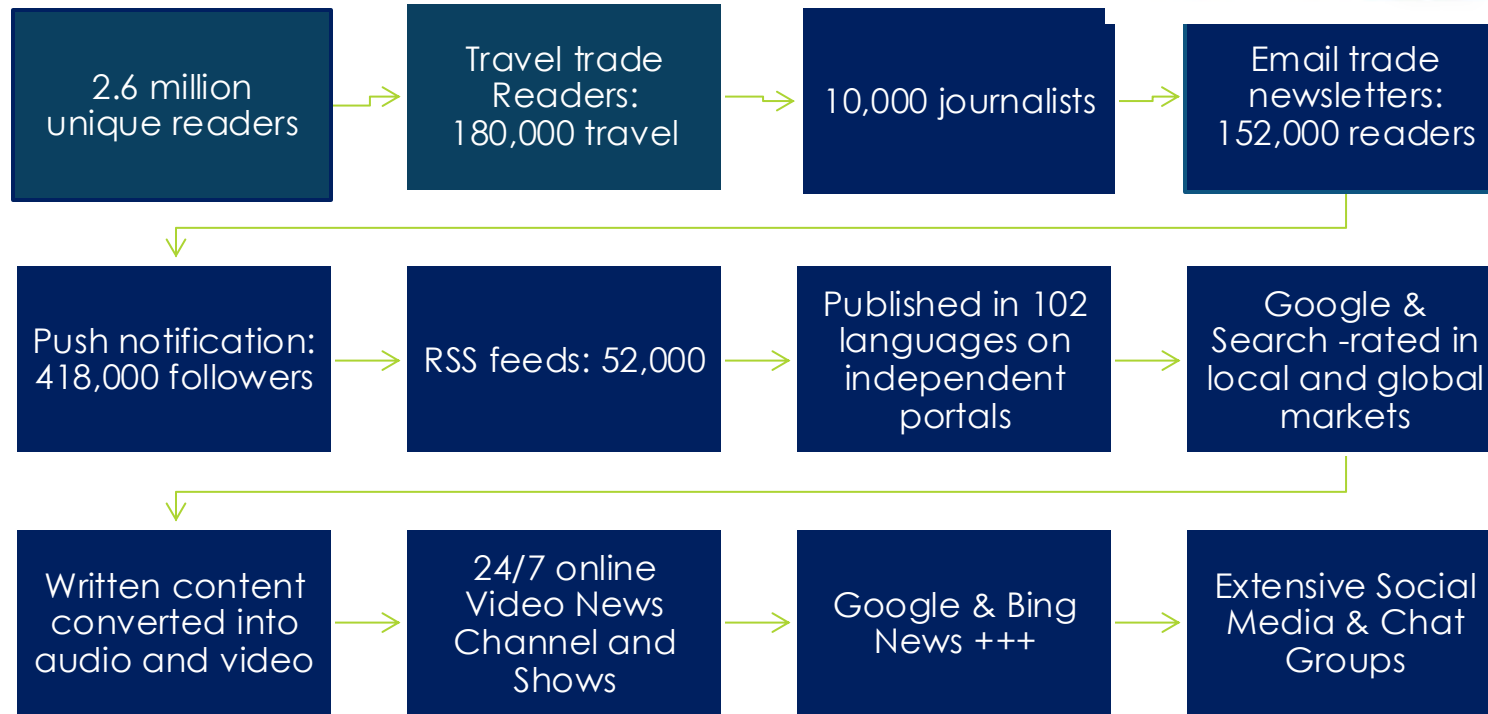 2.6 million
unique readers
Travel trade
Readers:
180,000 travel
10,000 journalists
Email trade
newsletters:
152,000 readers
Push notification:
418,000 followers
RSS feeds: 52,000
Published in 102
languages on
independent
portals
Google &
Search -rated in
local and global
markets
Written content
converted into
audio and video
24/7 online
Video News
Channel and
Shows
Google & Bing
News +++
Extensive Social
Media & Chat
Groups